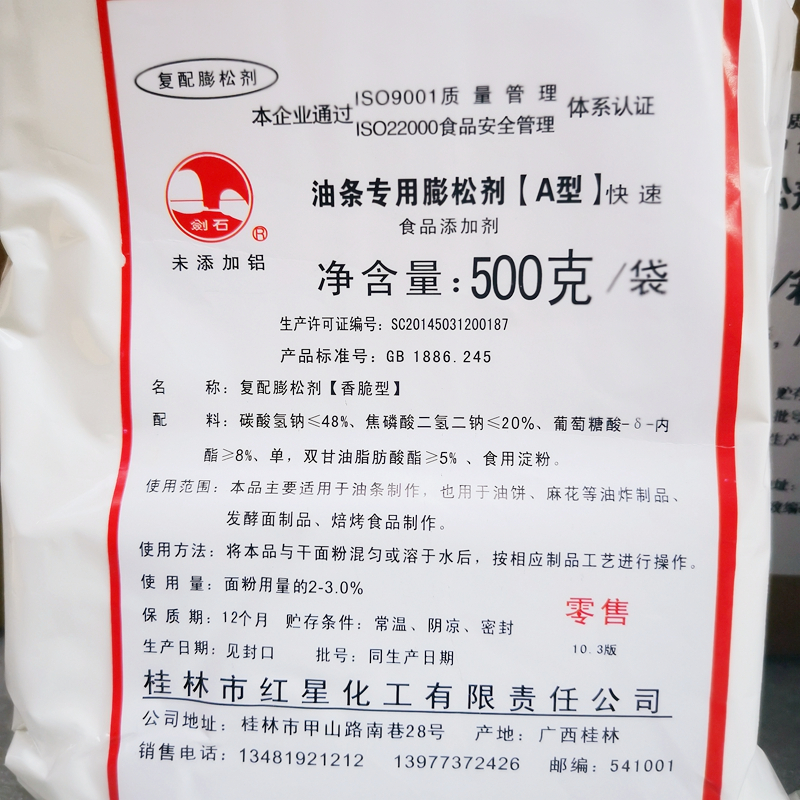 复配膨松剂
本企业通过 ISO9001质量管理 体系认证
ISO22000食品安全管理
剑石
®
未添加铝
油条专用膨松剂【A型】快速
食品添加剂
净含量:500克/袋
生产许可证编号: SC20145031200187
产品标准号: GB 1886.245
名 称: 复配膨松剂【香脆型】
配 料: 碳酸氢钠≤48%、焦磷酸二氢二钠≤20%、葡萄糖酸-δ-内
酯≥8%、单,双甘油脂肪酸酯≥5%、食用淀粉。
使用范围: 本品主要适用于油条制作,也用于油饼、麻花等油炸制品、
发酵面制品、焙烤食品制作。
使用方法: 将本品与干面粉混匀或溶于水后,按相应制品工艺进行操作。
使 用 量: 面粉用量的2-3.0%
保 质 期: 12个月 贮存条件: 常温、阴凉、密封
零售
生产日期: 见封口 批号: 同生产日期
10.3版
桂林市红星化工有限责任公司
公司地址: 桂林市甲山路南巷28号 产地: 广西桂林
销售电话: 13481921212 13977372426 邮编: 541001